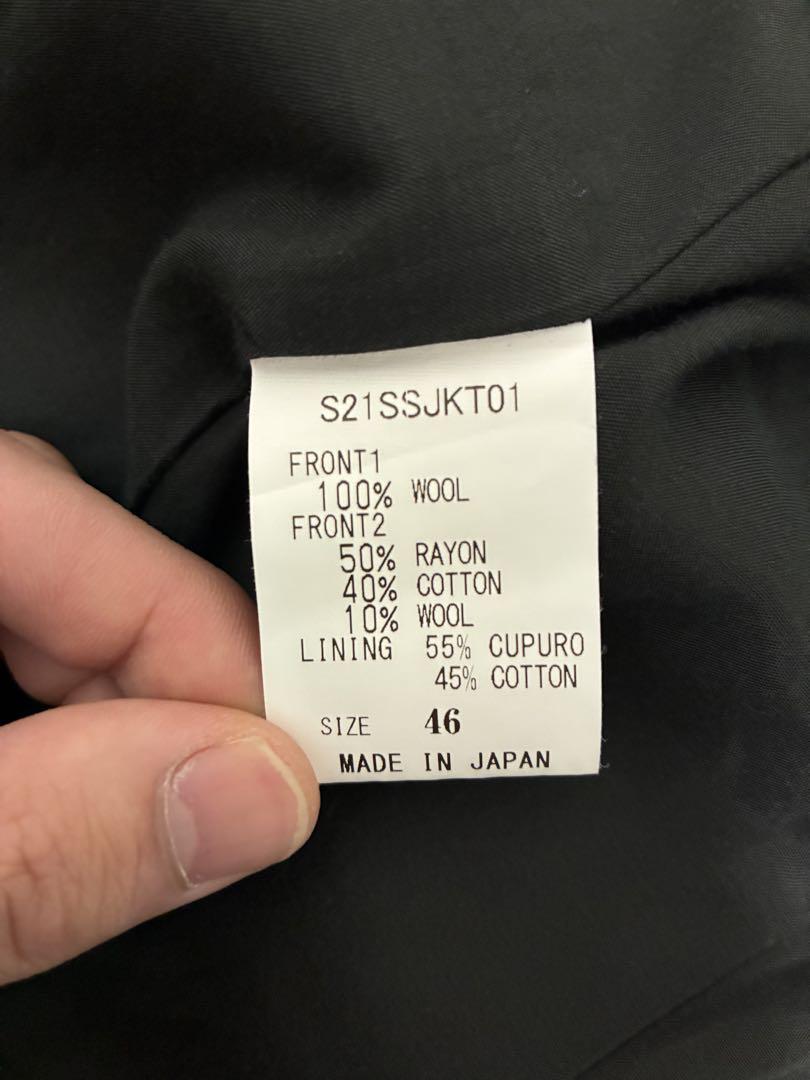 S21SSJKT01
FRONT1
100% WOOL
FRONT2
50% RAYON
40% COTTON
10% WOOL
LINING 55% CUPURO
45% COTTON
SIZE 46
MADE IN JAPAN